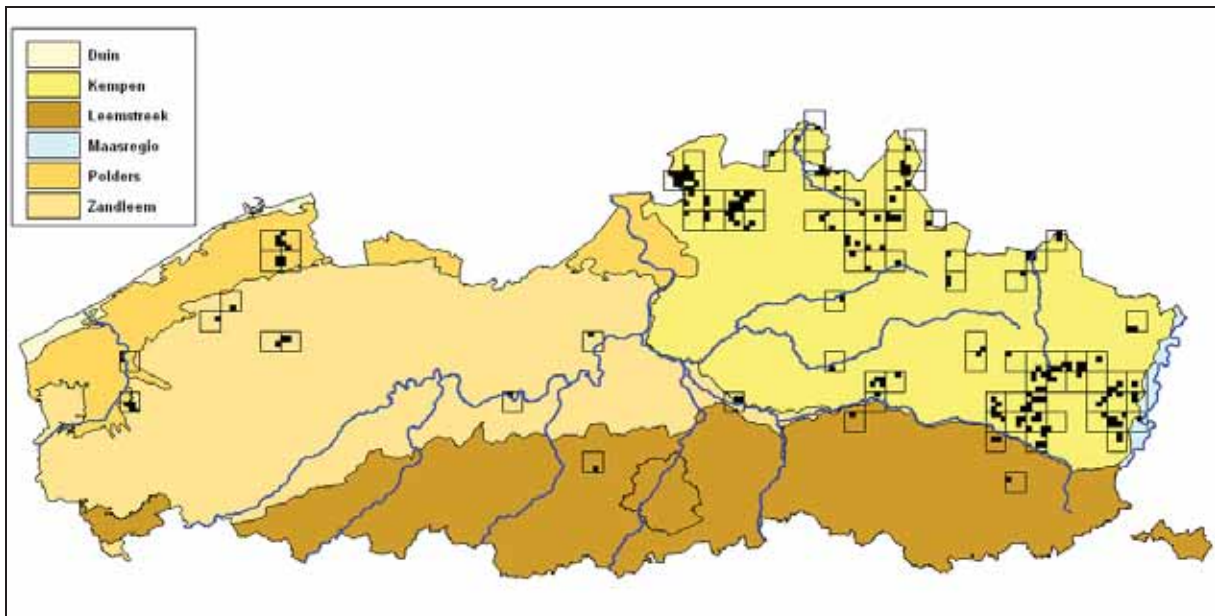 Duin
Kempen
Leemstreek
Maasregio
Polders
Zandleem